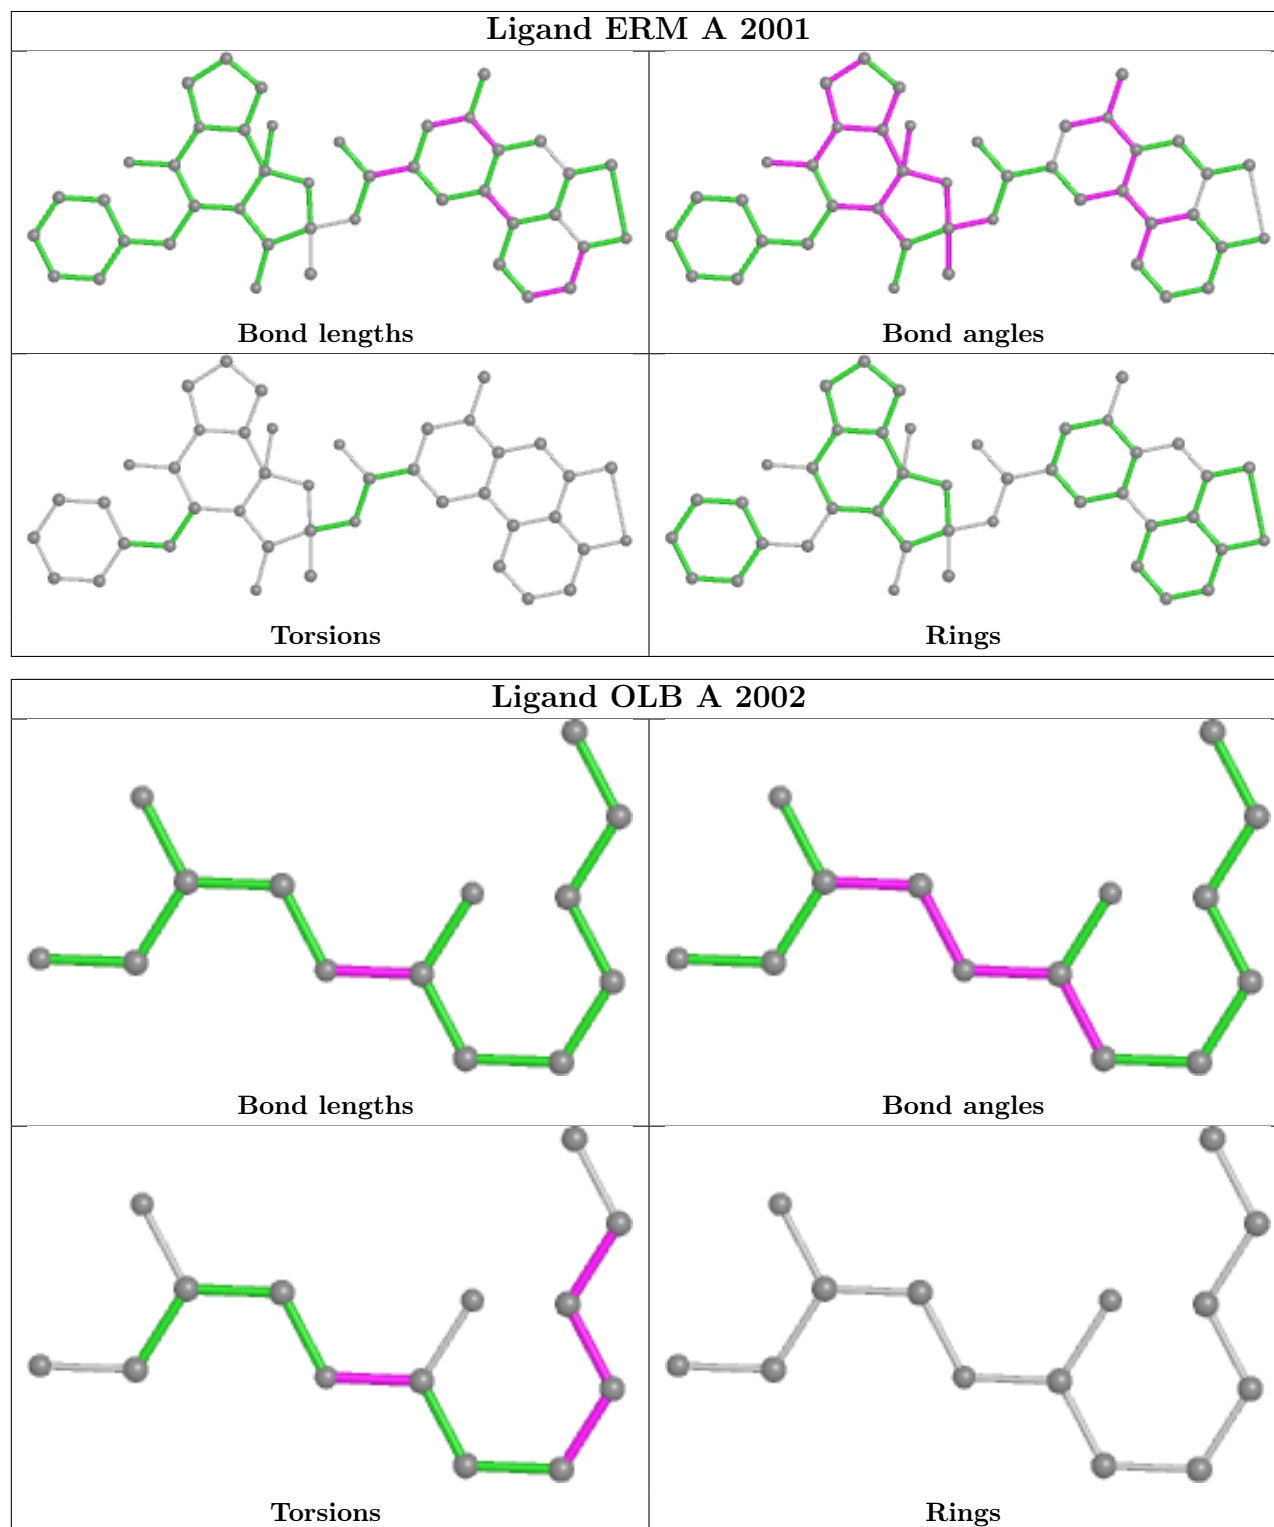 Ligand ERM A 2001
Bond lengths
Bond angles
Torsions
Rings
Ligand OLB A 2002
Bond lengths
Bond angles
Torsions
Rings